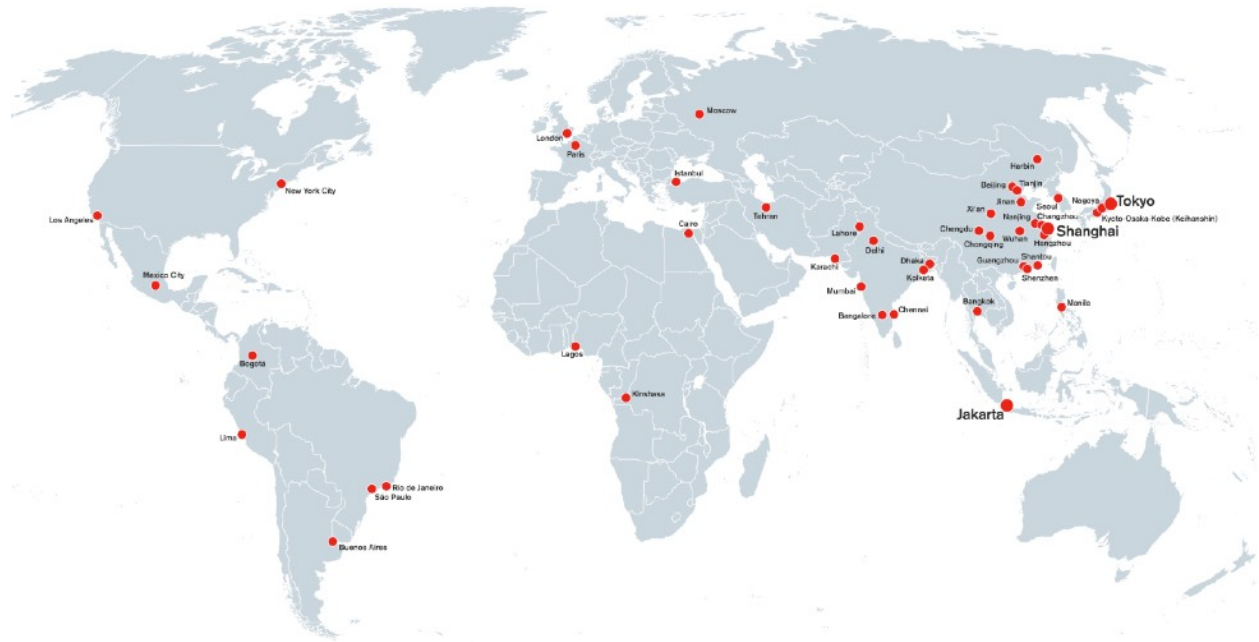 Moscow
London
Paris
Istanbul
New York City
Los Angeles
Mexico City
Bogota
Lima
Rio de Janeiro
São Paulo
Buenos Aires
Cairo
Lagos
Kinshasa
Tehran
Lahore
Delhi
Karachi
Mumbai
Bengalore
Chennai
Dhaka
Kolkata
Harbin
Beijing
Tianjin
Jinan
Seoul
Nagoya
Tokyo
Kyoto-Osaka-Kobe (Keihanshin)
Xi'an
Nanjing
Changzhou
Shanghai
Chengdu
Chongqing
Wuhan
Hangzhou
Guangzhou
Shantou
Shenzhen
Bangkok
Manila
Jakarta